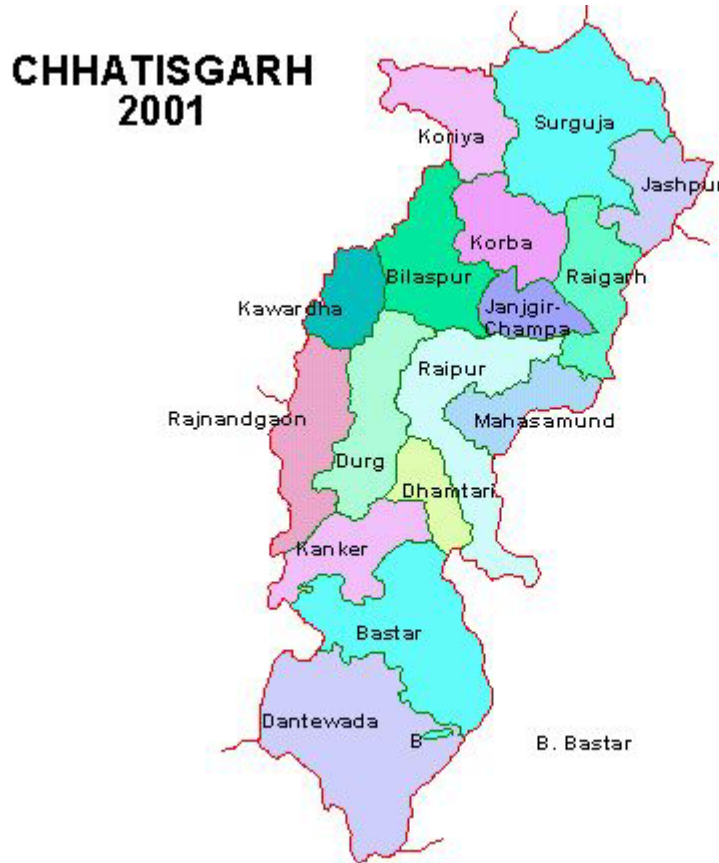 CHHATISGARH
2001
Surguja
Koriya
Jashpur
Korba
Bilaspur
Raigarh
Kawardha
Janjgir-
Champa
Raipur
Rajnandgaon
Mahasamund
Durg
Dhamtari
Kanker
Bastar
Dantewada
B
B. Bastar